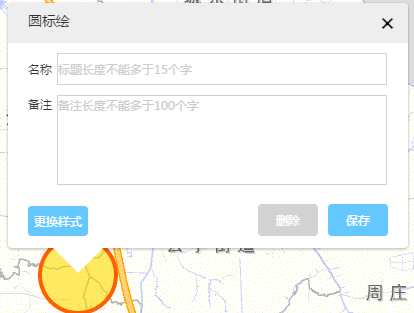 圆标绘
名称 标题长度不能多于15个字
备注 备注长度不能多于100个字
更换样式 删除 保存
周庄